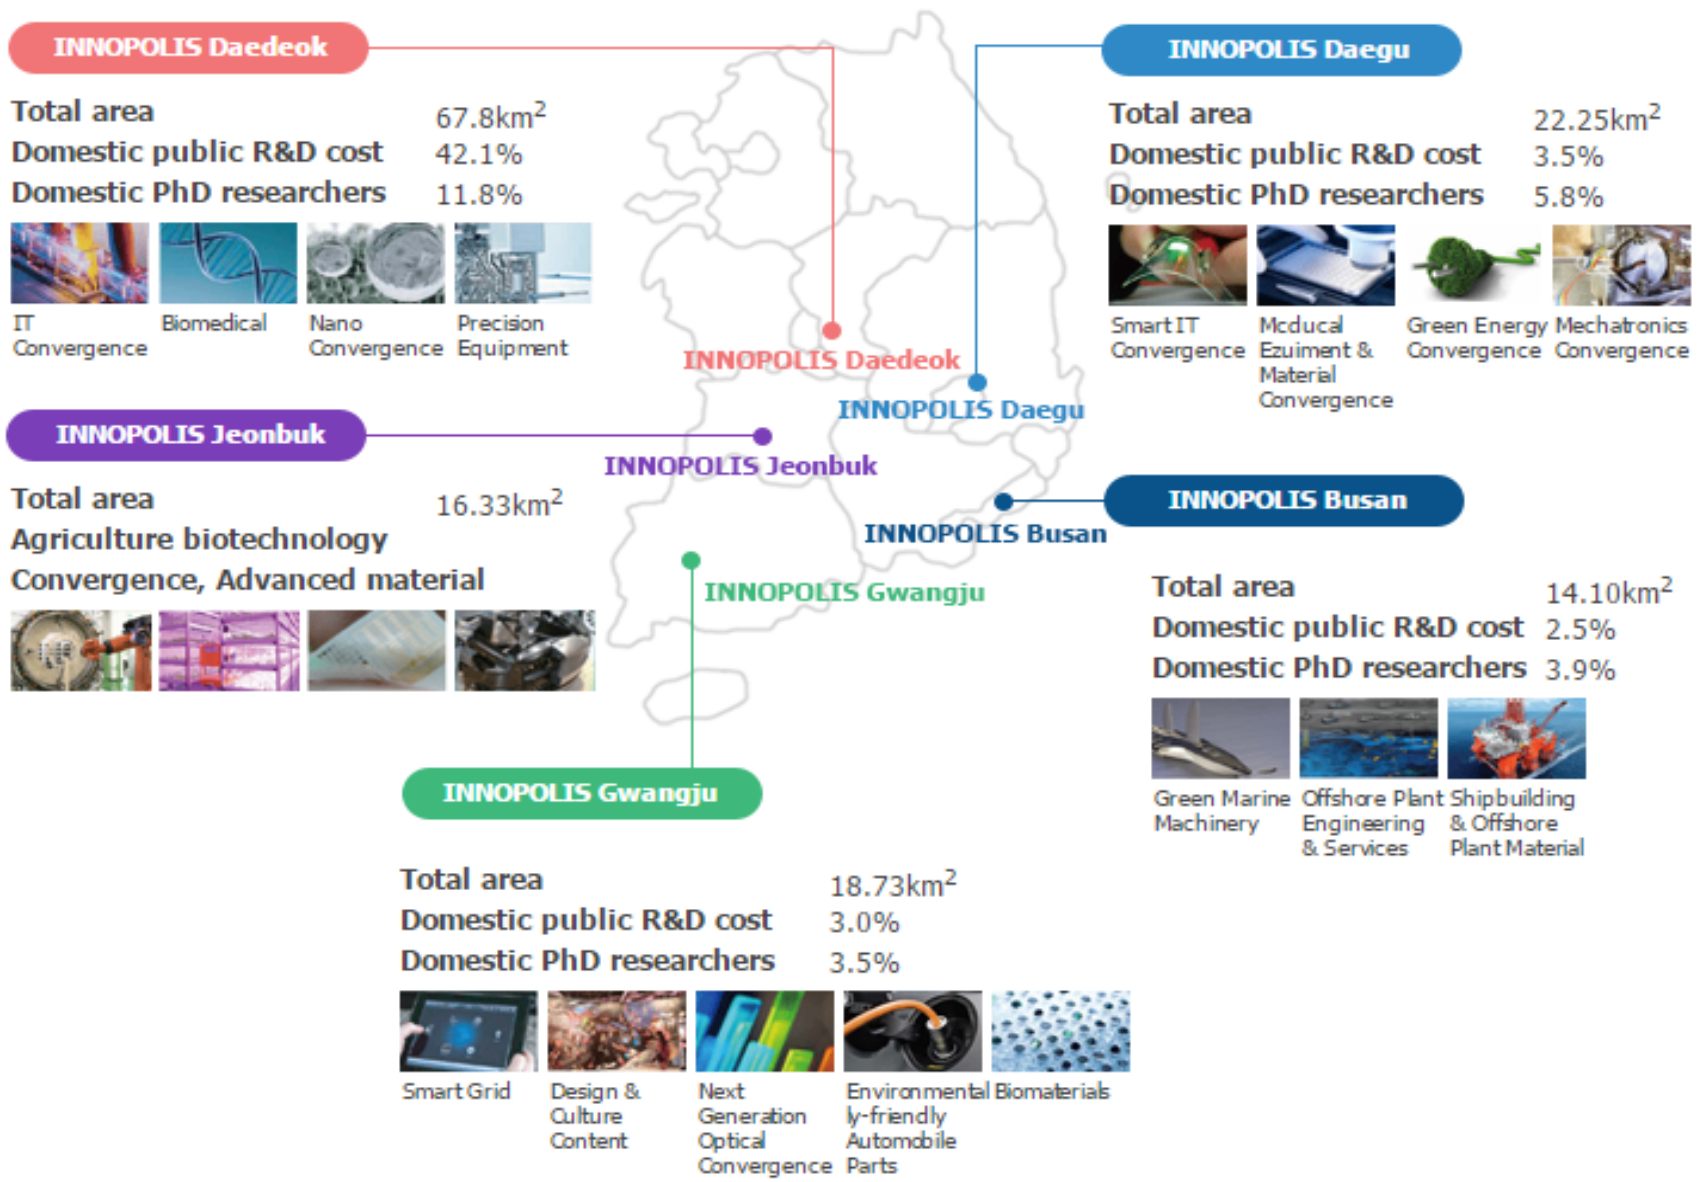 INNOPOLIS Daedeok
Total area 67.8km²
Domestic public R&D cost 42.1%
Domestic PhD researchers 11.8%
IT Convergence
Biomedical
Nano Convergence
Precision Equipment
INNOPOLIS Daegu
Total area 22.25km²
Domestic public R&D cost 3.5%
Domestic PhD researchers 5.8%
Smart IT Convergence
Mcducal Ezuiment & Material Convergence
Green Energy Convergence
Mechatronics Convergence
INNOPOLIS Daedeok
INNOPOLIS Daegu
INNOPOLIS Jeonbuk
INNOPOLIS Busan
INNOPOLIS Gwangju
INNOPOLIS Jeonbuk
Total area 16.33km²
Agriculture biotechnology
Convergence, Advanced material
INNOPOLIS Busan
Total area 14.10km²
Domestic public R&D cost 2.5%
Domestic PhD researchers 3.9%
Green Marine Machinery
Offshore Plant Engineering & Services
Shipbuilding & Offshore Plant Material
INNOPOLIS Gwangju
Total area 18.73km²
Domestic public R&D cost 3.0%
Domestic PhD researchers 3.5%
Smart Grid
Design & Culture Content
Next Generation Optical Convergence
Environmental ly-friendly Automobile Parts
Biomaterials